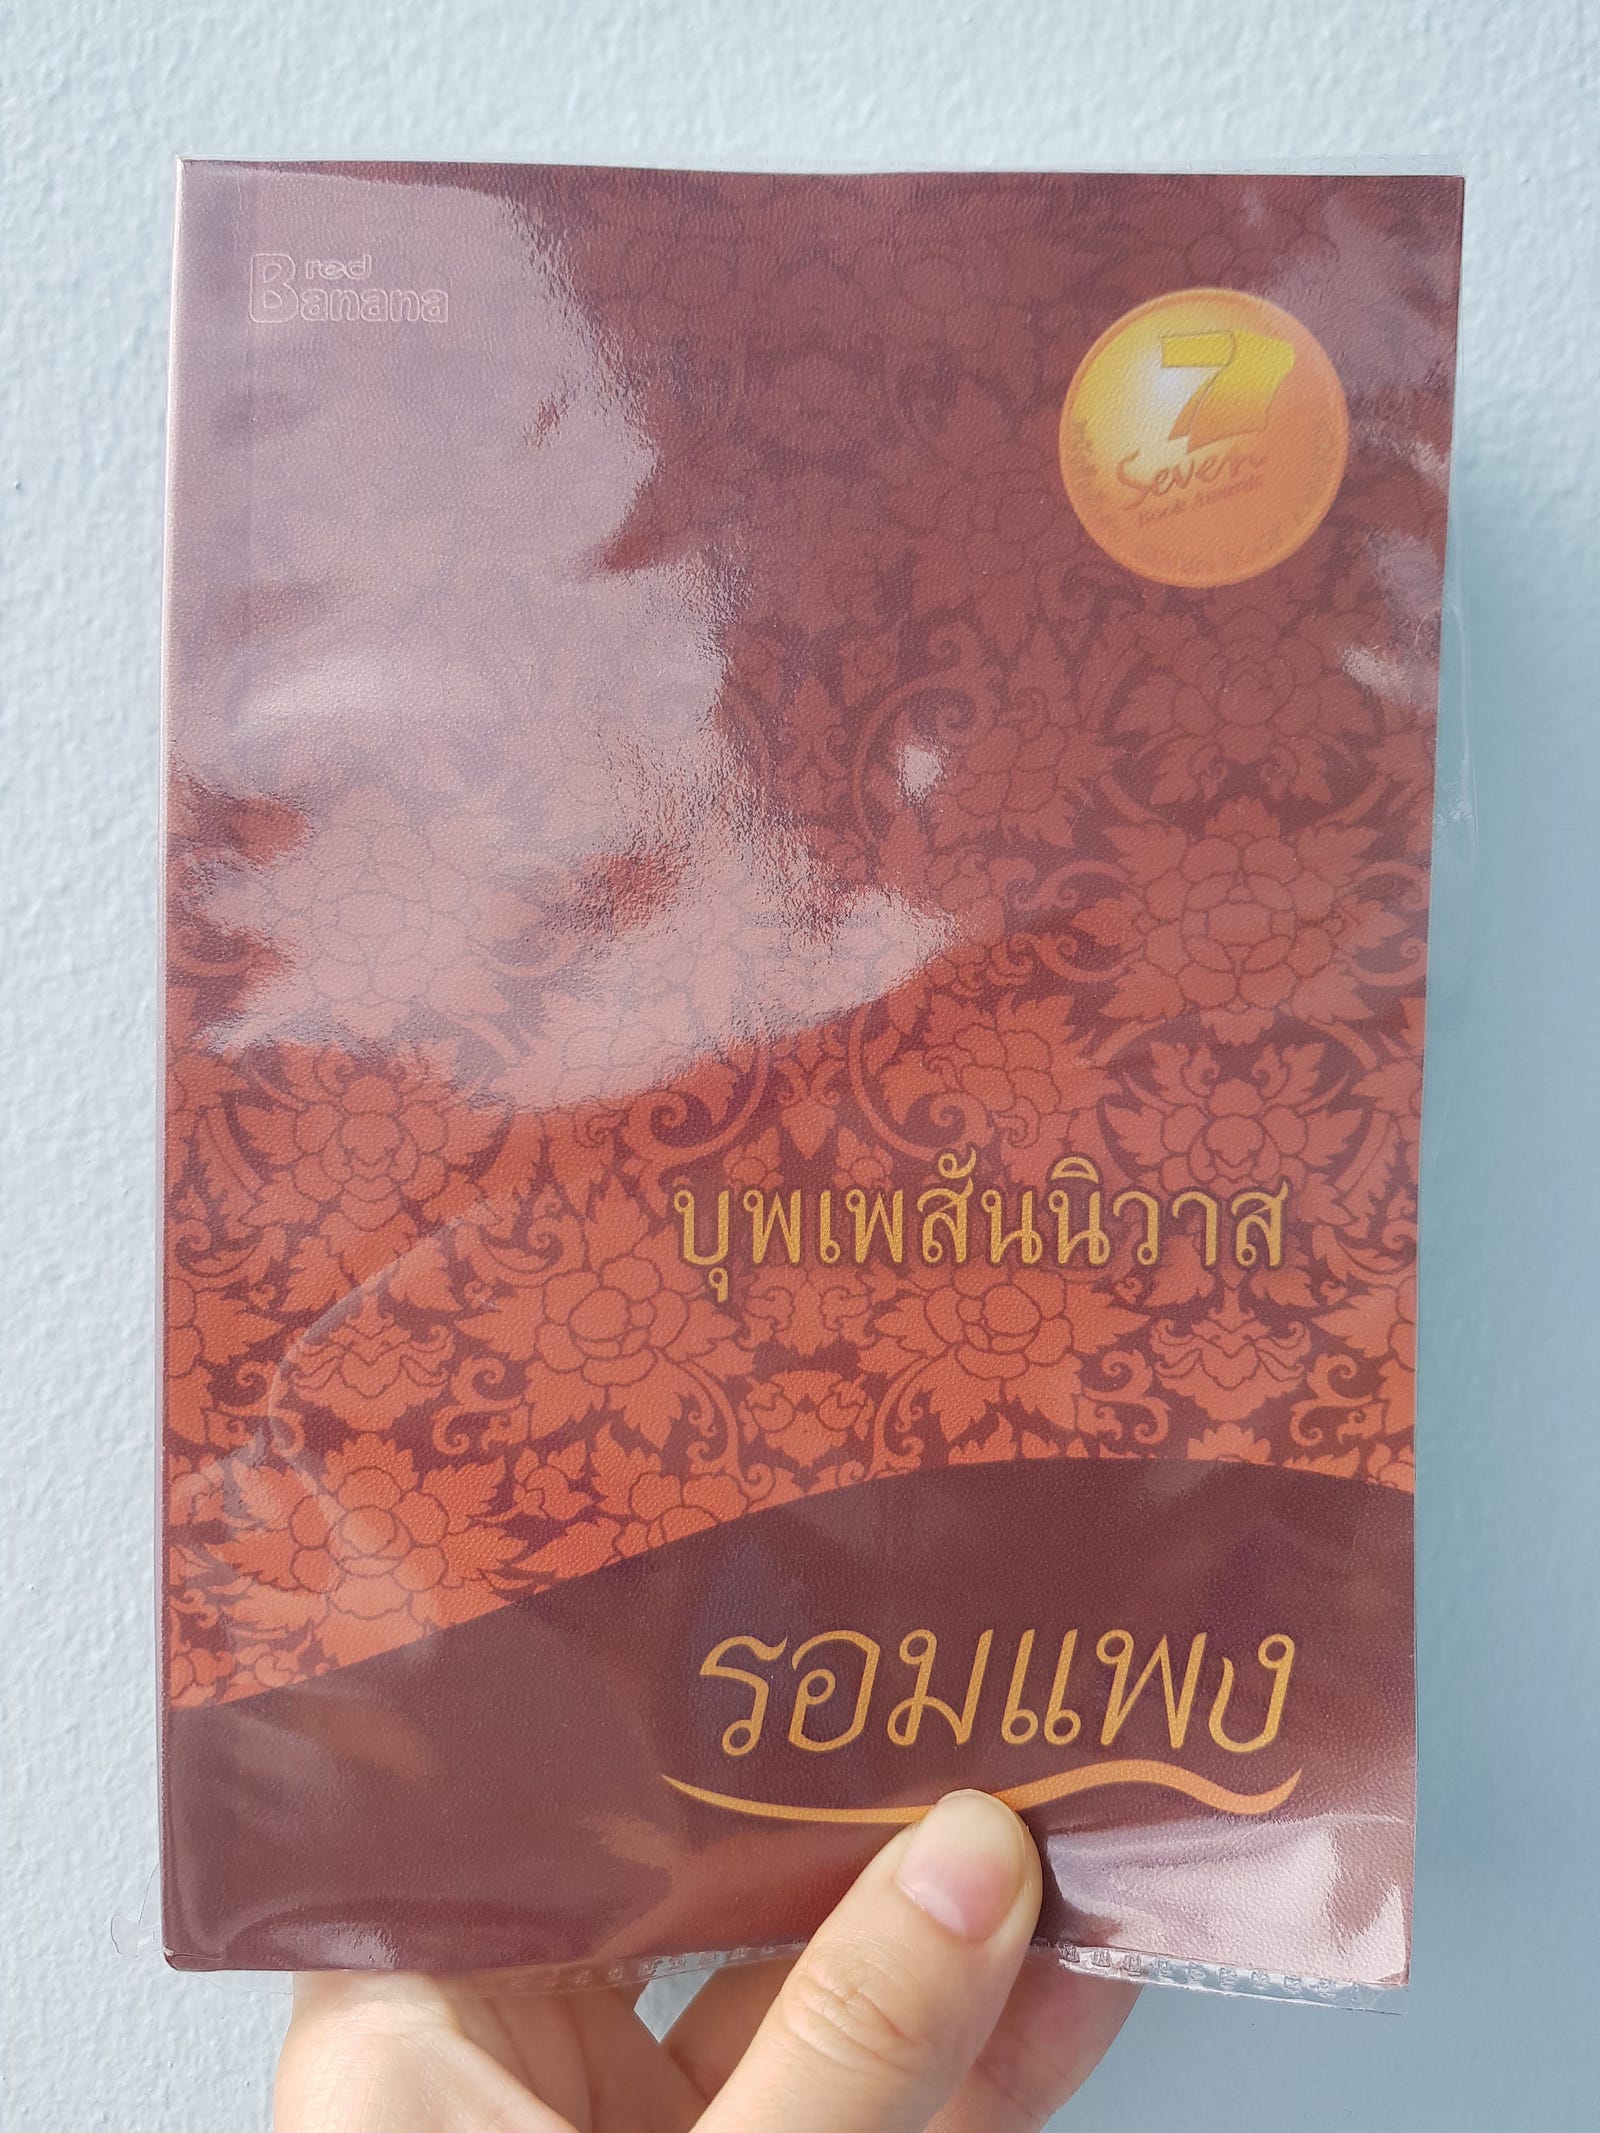 red
Banana
7
Seven
Book Awards
บุพเพสันนิวาส
รอมแพง